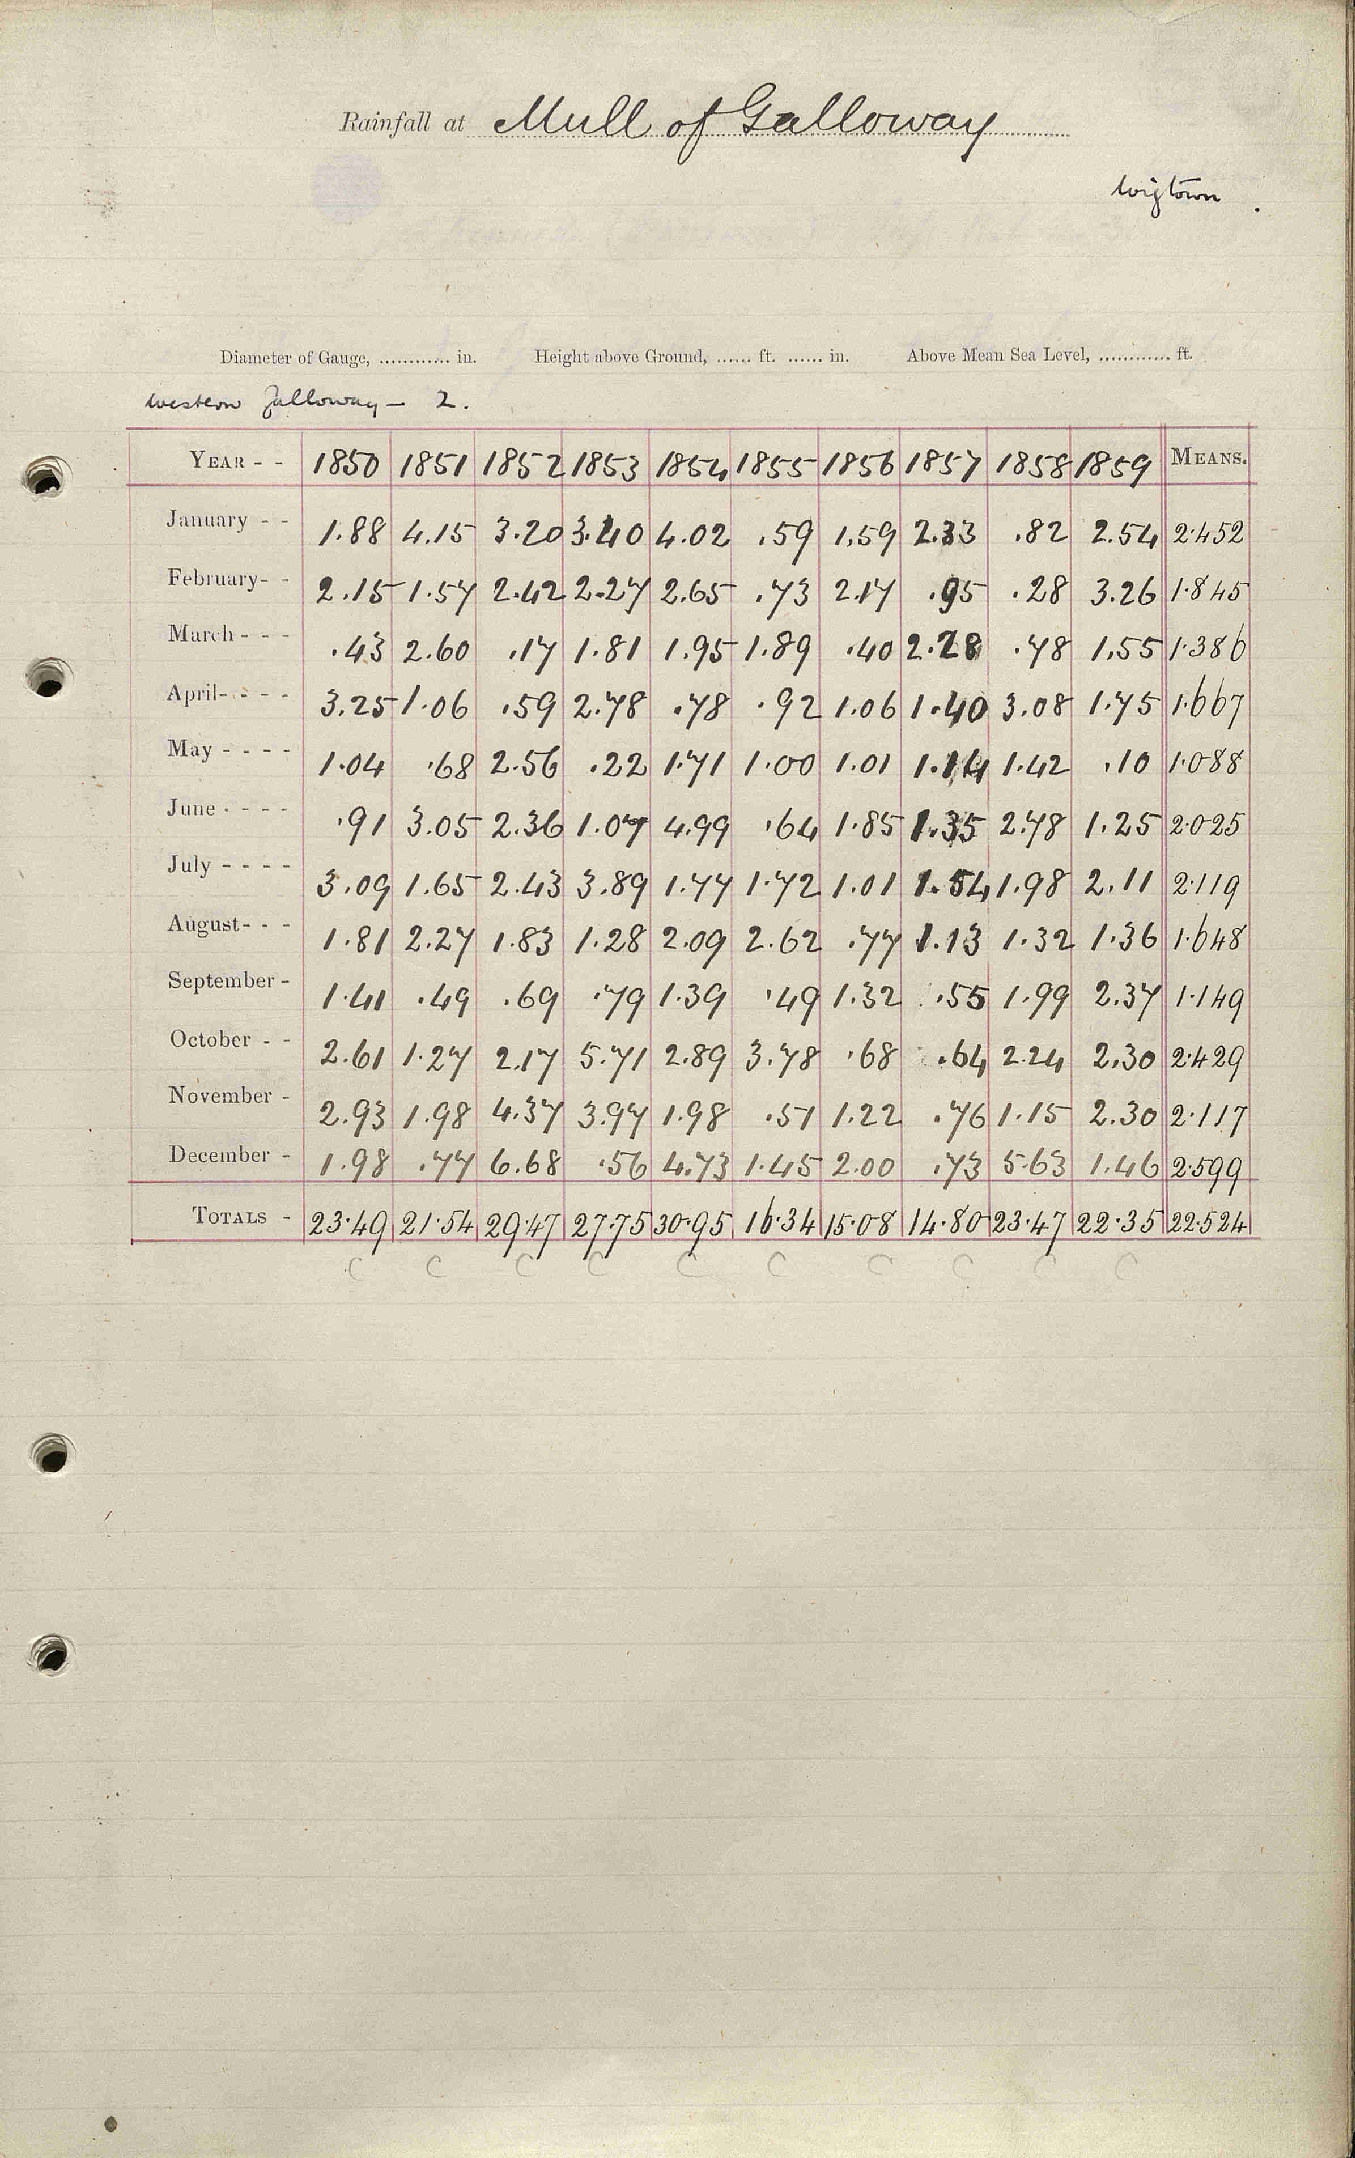 Rainfall at Mull of Galloway
Wigtown.
Diameter of Gauge, ............ in. Height above Ground, ...... ft. ...... in. Above Mean Sea Level, ............ ft.
Western Galloway — 2.
YEAR - - 1850 1851 1852 1853 1854 1855 1856 1857 1858 1859 MEANS.
January - - 1.88 4.15 3.20 3.40 4.02 .59 1.59 2.33 .82 2.54 2.452
February- - 2.15 1.57 2.42 2.27 2.65 .73 2.17 .95 .28 3.26 1.845
March - - - .43 2.60 .17 1.81 1.95 1.89 .40 2.28 .78 1.55 1.386
April- - - - 3.25 1.06 .59 2.78 .78 .92 1.06 1.40 3.08 1.75 1.667
May - - - - 1.04 .68 2.56 .22 1.71 1.00 1.01 1.14 1.42 .10 1.088
June - - - - .91 3.05 2.36 1.07 4.99 .64 1.85 1.35 2.78 1.25 2.025
July - - - - 3.09 1.65 2.43 3.89 1.77 1.72 1.01 1.54 1.98 2.11 2.119
August- - - 1.81 2.27 1.83 1.28 2.09 2.62 .77 1.13 1.32 1.36 1.648
September - 1.41 .49 .69 .79 1.39 .49 1.32 .55 1.99 2.37 1.149
October - - 2.61 1.27 2.17 5.71 2.89 3.78 .68 .64 2.24 2.30 2.429
November - 2.93 1.98 4.37 3.97 1.98 .51 1.22 .76 1.15 2.30 2.117
December - 1.98 .77 6.68 .56 4.73 1.45 2.00 .73 5.63 1.46 2.599
TOTALS - 23.49 21.54 29.47 27.75 30.95 16.34 15.08 14.80 23.47 22.35 22.524
C C C C C C C C C C